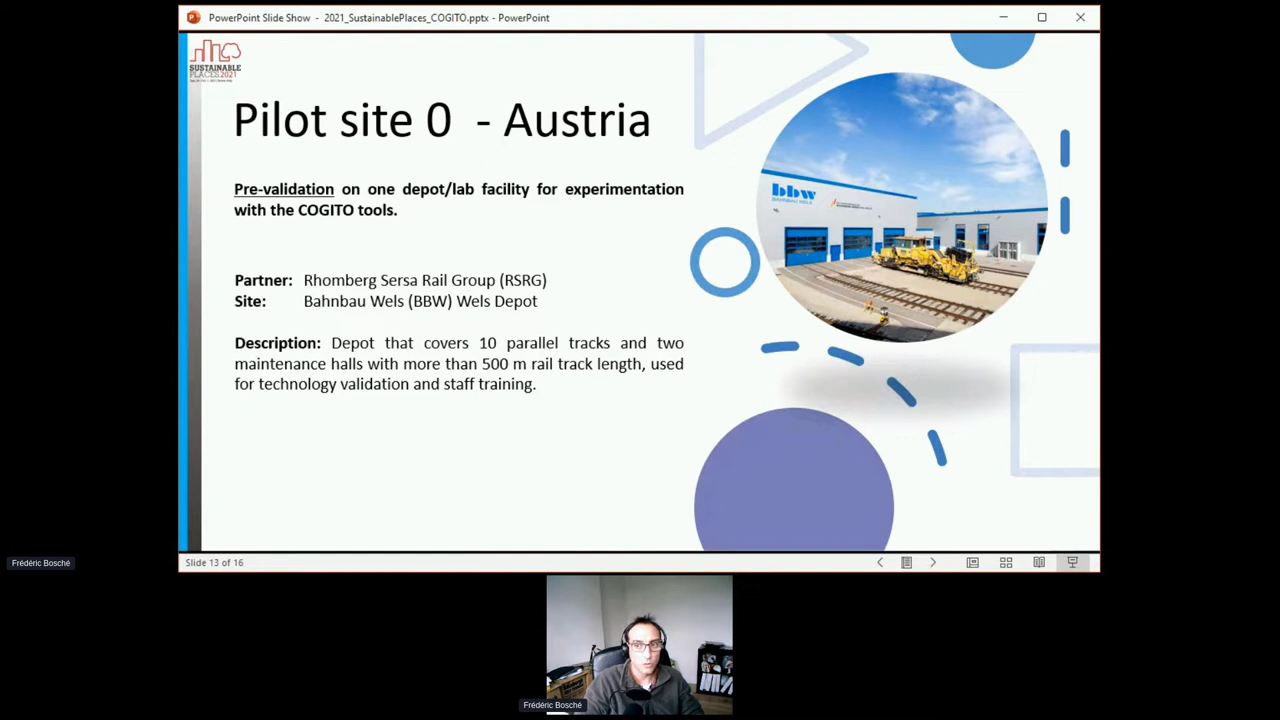 PowerPoint Slide Show - 2021_SustainablePlaces_COGITO.pptx - PowerPoint
SUSTAINABLE
PLACES 2021
Pilot site 0 - Austria
Pre-validation on one depot/lab facility for experimentation
with the COGITO tools.
bbw
BAHNBAU WELS
Partner: Rhomberg Sersa Rail Group (RSRG)
Site: Bahnbau Wels (BBW) Wels Depot
Description: Depot that covers 10 parallel tracks and two
maintenance halls with more than 500 m rail track length, used
for technology validation and staff training.
Slide 13 of 16
Frédéric Bosché
Frédéric Bosché